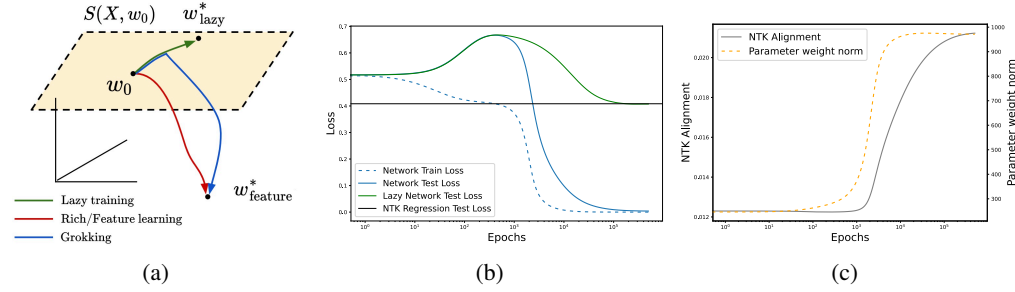 S(X, w₀)
w*lazy
w₀
w*feature
Lazy training
Rich/Feature learning
Grokking
(a)
Loss
0.7
0.6
0.5
0.4
0.3
0.2
0.1
0.0
Network Train Loss
Network Test Loss
Lazy Network Test Loss
NTK Regression Test Loss
10⁰
10¹
10²
10³
10⁴
10⁵
Epochs
(b)
NTK Alignment
0.020
0.018
0.016
0.014
0.012
NTK Alignment
Parameter weight norm
1000
900
800
700
600
500
400
300
Parameter weight norm
10⁰
10¹
10²
10³
10⁴
10⁵
Epochs
(c)